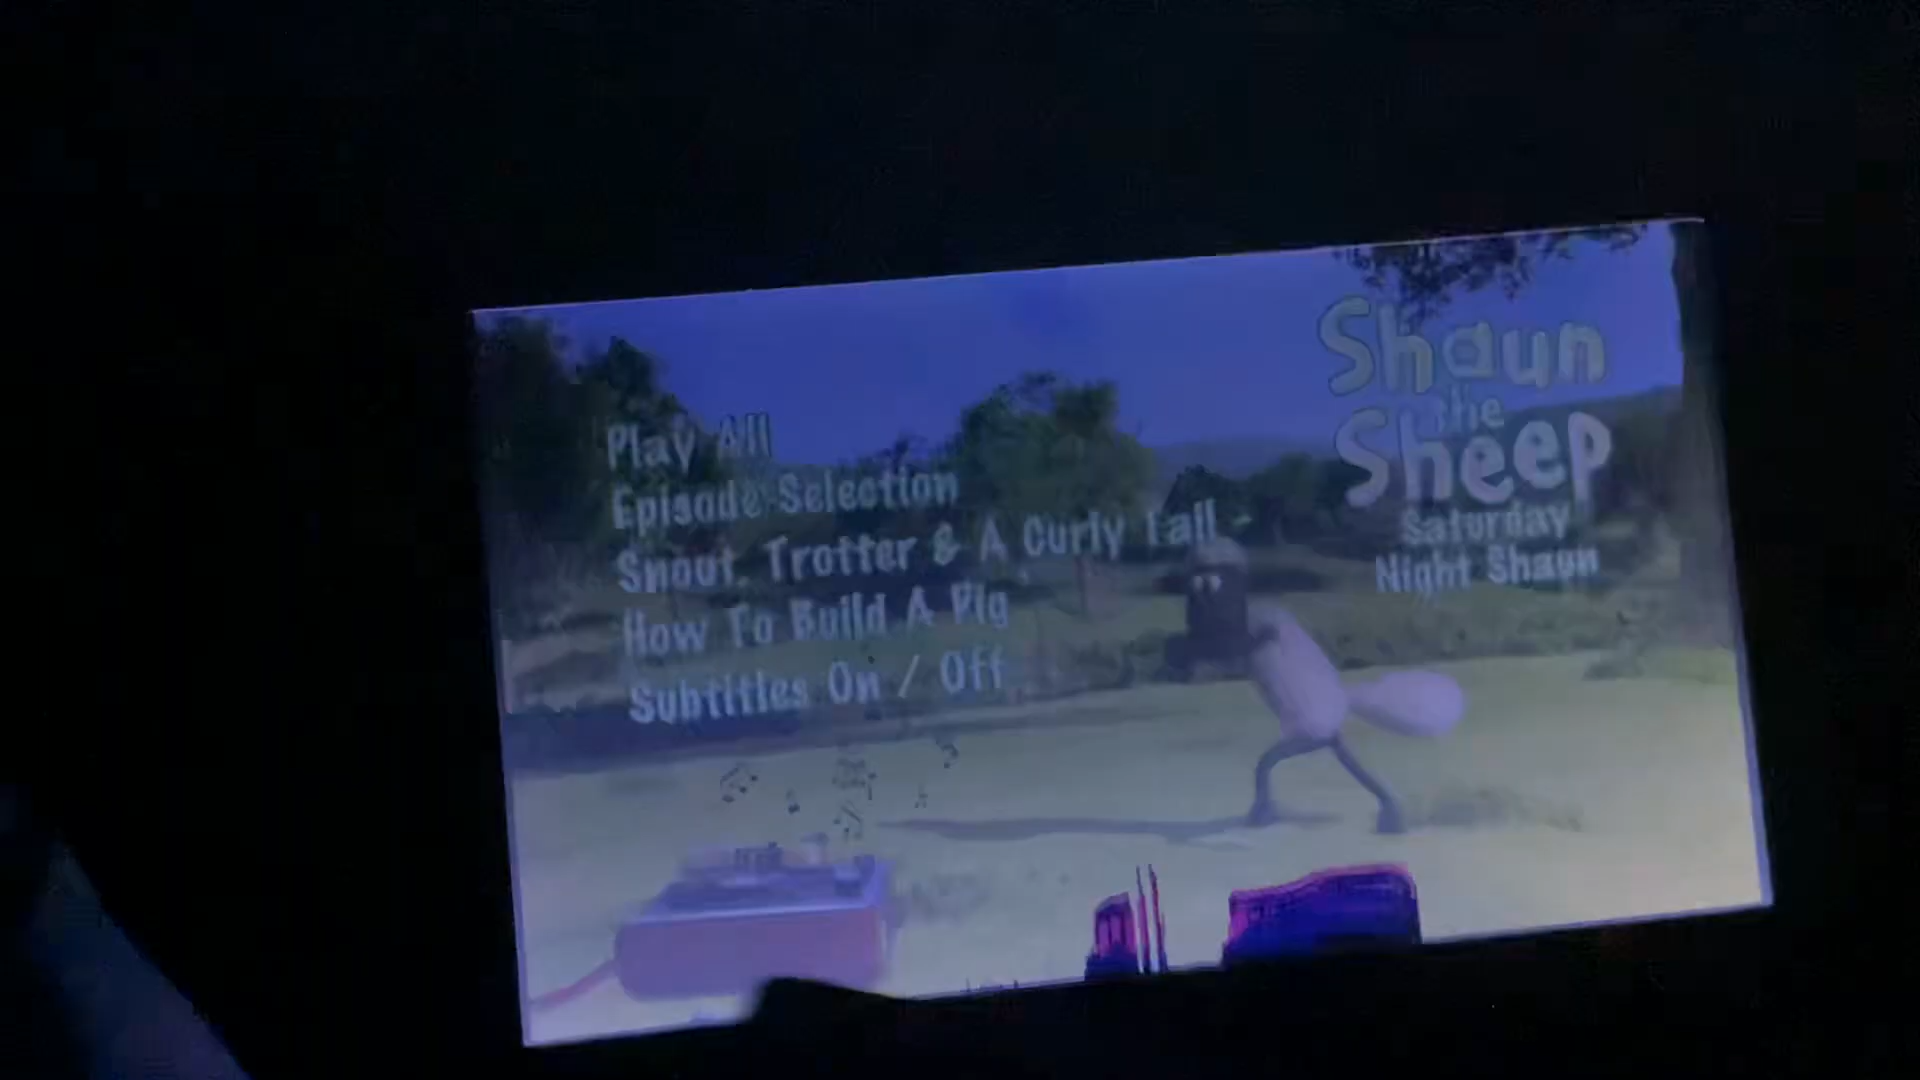 Shaun
the
Sheep
Saturday
Night Shaun
Play All
Episode Selection
Snout, Trotter & A Curly Tail
How To Build A Pig
Subtitles On / Off